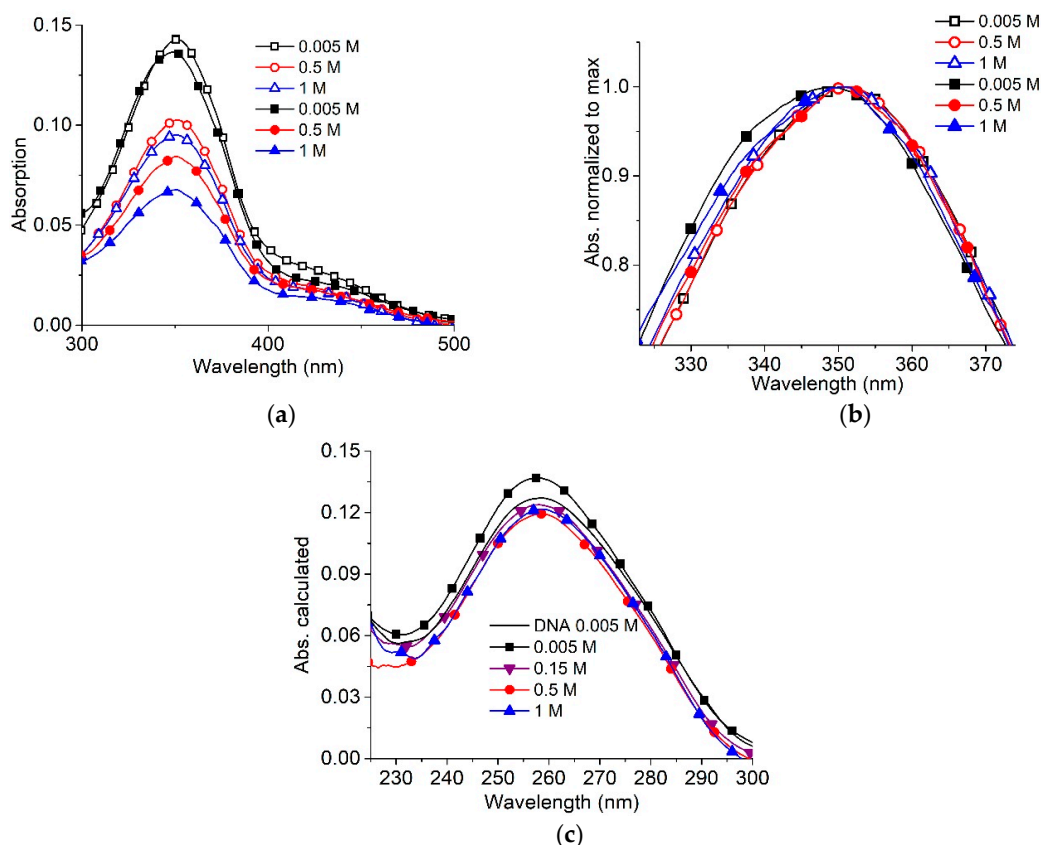 0.15
0.10
0.05
0.00
Absorption
300
400
500
Wavelength (nm)
0.005 M
0.5 M
1 M
0.005 M
0.5 M
1 M
(a)
0.005 M
0.5 M
1 M
0.005 M
0.5 M
1 M
1.0
0.9
0.8
Abs. normalized to max
330
340
350
360
370
Wavelength (nm)
(b)
0.15
0.12
0.09
0.06
0.03
0.00
Abs. calculated
DNA 0.005 M
0.005 M
0.15 M
0.5 M
1 M
230
240
250
260
270
280
290
300
Wavelength (nm)
(c)